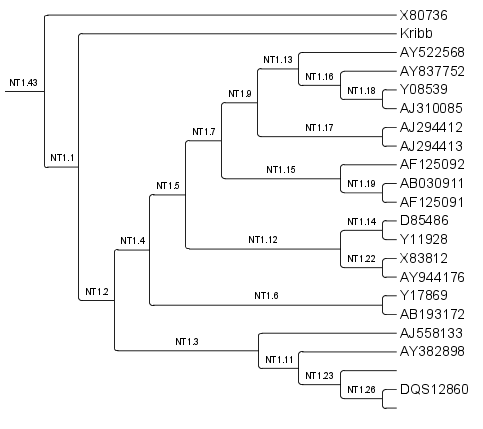 X80736
Kribb
AY522568
NT1.13
AY837752
NT1.16
NT1.43
Y08539
NT1.9
NT1.18
AJ310085
AJ294412
NT1.7
NT1.17
AJ294413
NT1.1
AF125092
NT1.15
AB030911
NT1.5
NT1.19
AF125091
D85486
NT1.14
Y11928
NT1.4
NT1.12
X83812
NT1.22
AY944176
NT1.2
Y17869
NT1.6
AB193172
AJ558133
NT1.3
AY382898
NT1.11
NT1.23
DQS12860
NT1.26